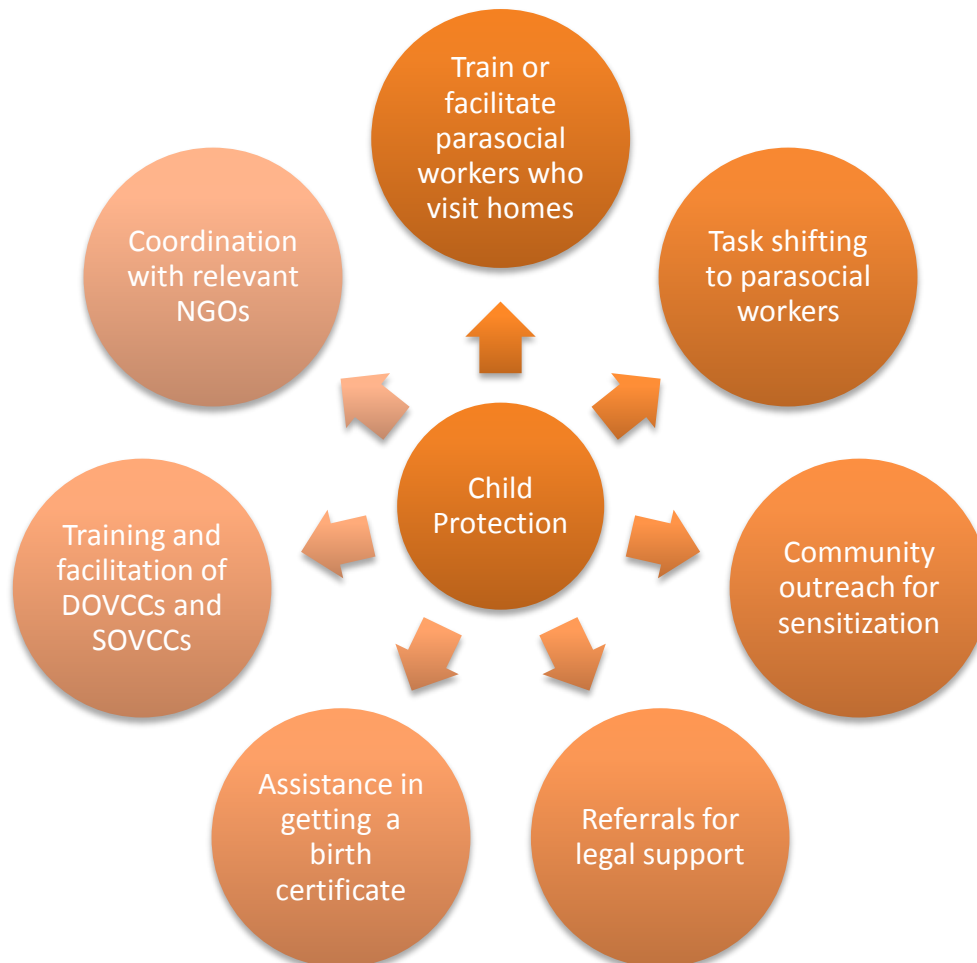 Train or
facilitate
parasocial
workers who
visit homes
Task shifting
to parasocial
workers
Community
outreach for
sensitization
Referrals for
legal support
Assistance in
getting  a
birth
certificate
Training and
facilitation of
DOVCCs and
SOVCCs
Coordination
with relevant
NGOs
Child
Protection